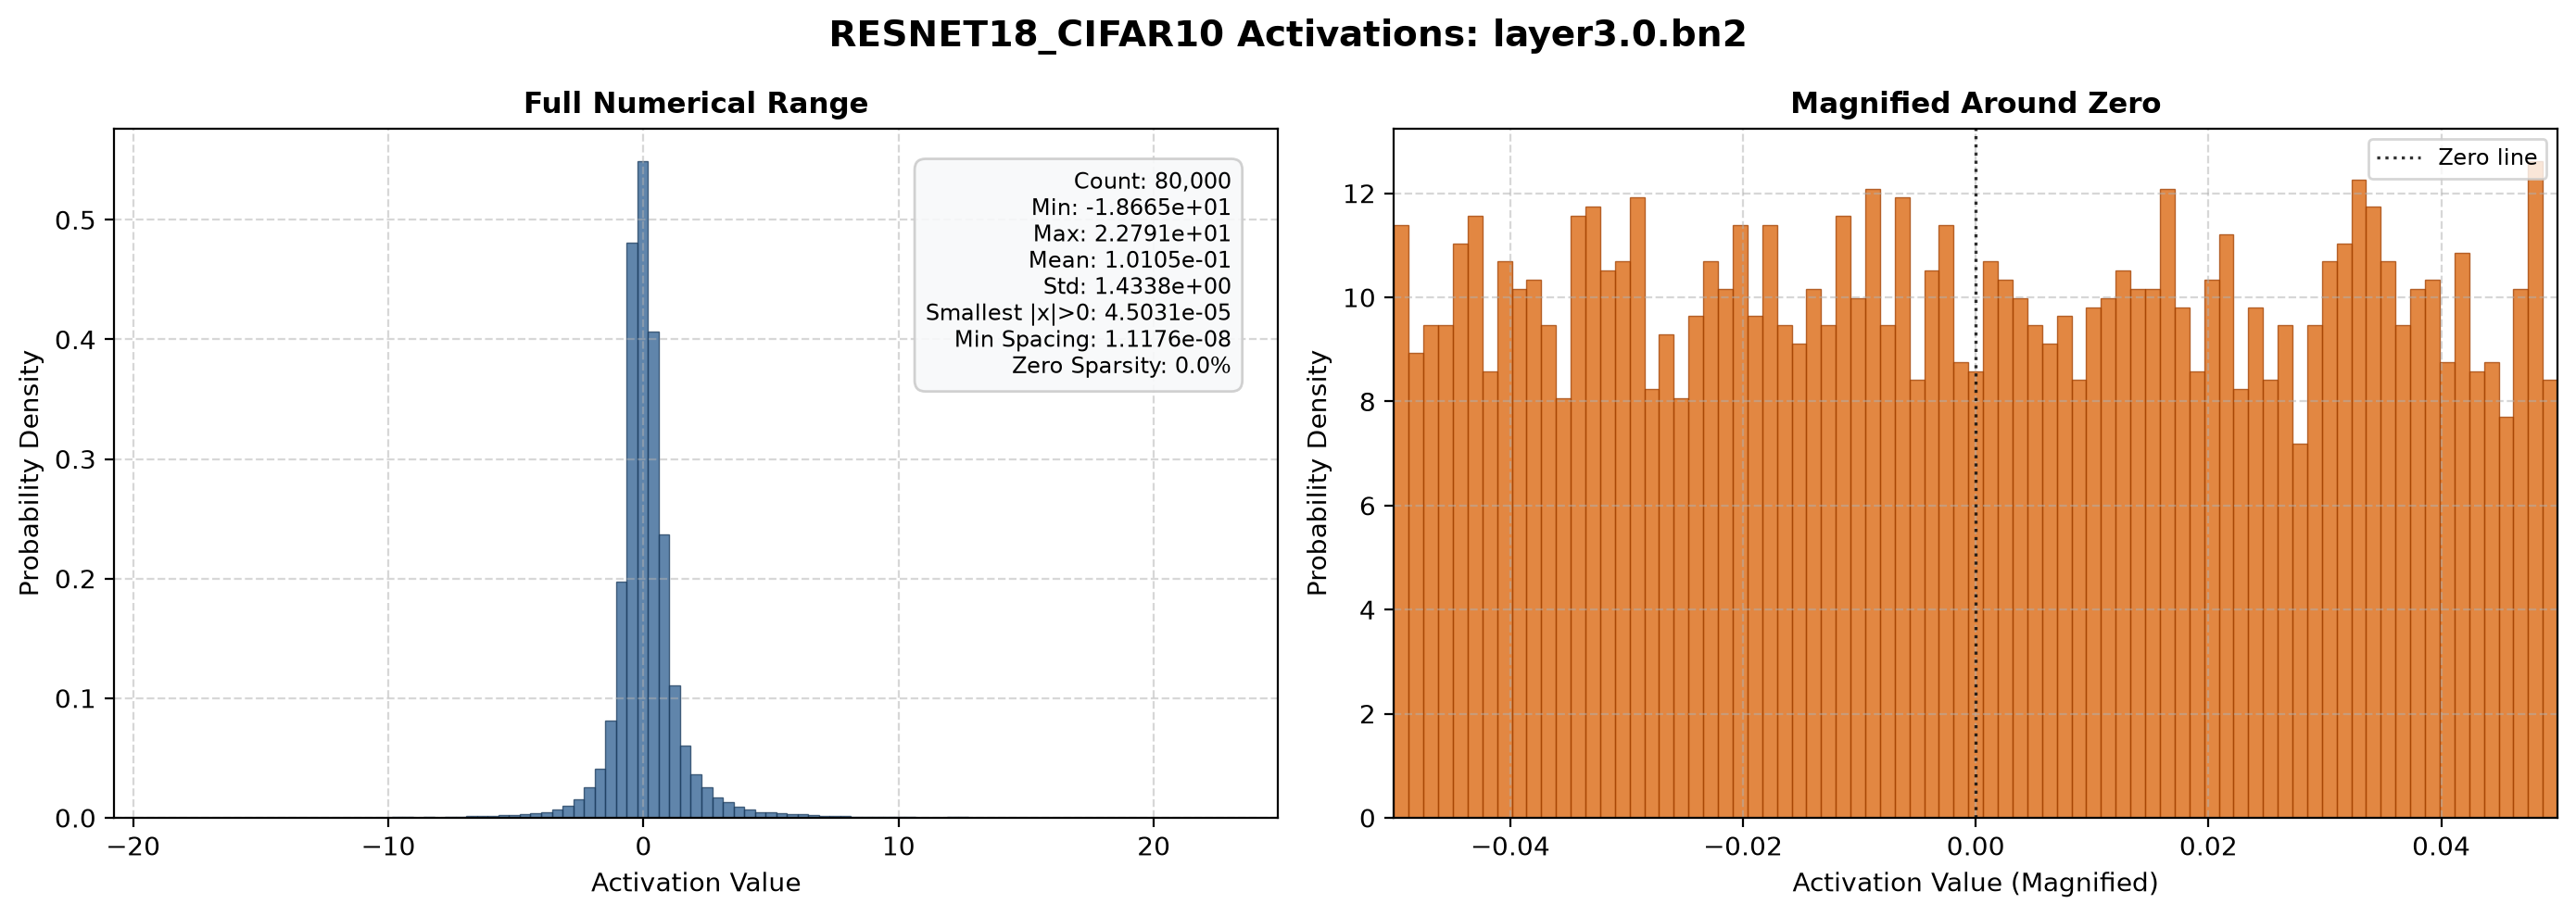 RESNET18_CIFAR10 Activations: layer3.0.bn2
Full Numerical Range
Probability Density
0.5
0.4
0.3
0.2
0.1
0.0
Count: 80,000
Min: -1.8665e+01
Max: 2.2791e+01
Mean: 1.0105e-01
Std: 1.4338e+00
Smallest |x|>0: 4.5031e-05
Min Spacing: 1.1176e-08
Zero Sparsity: 0.0%
−20 −10 0 10 20
Activation Value
Magnified Around Zero
Probability Density
12
10
8
6
4
2
0
Zero line
−0.04 −0.02 0.00 0.02 0.04
Activation Value (Magnified)